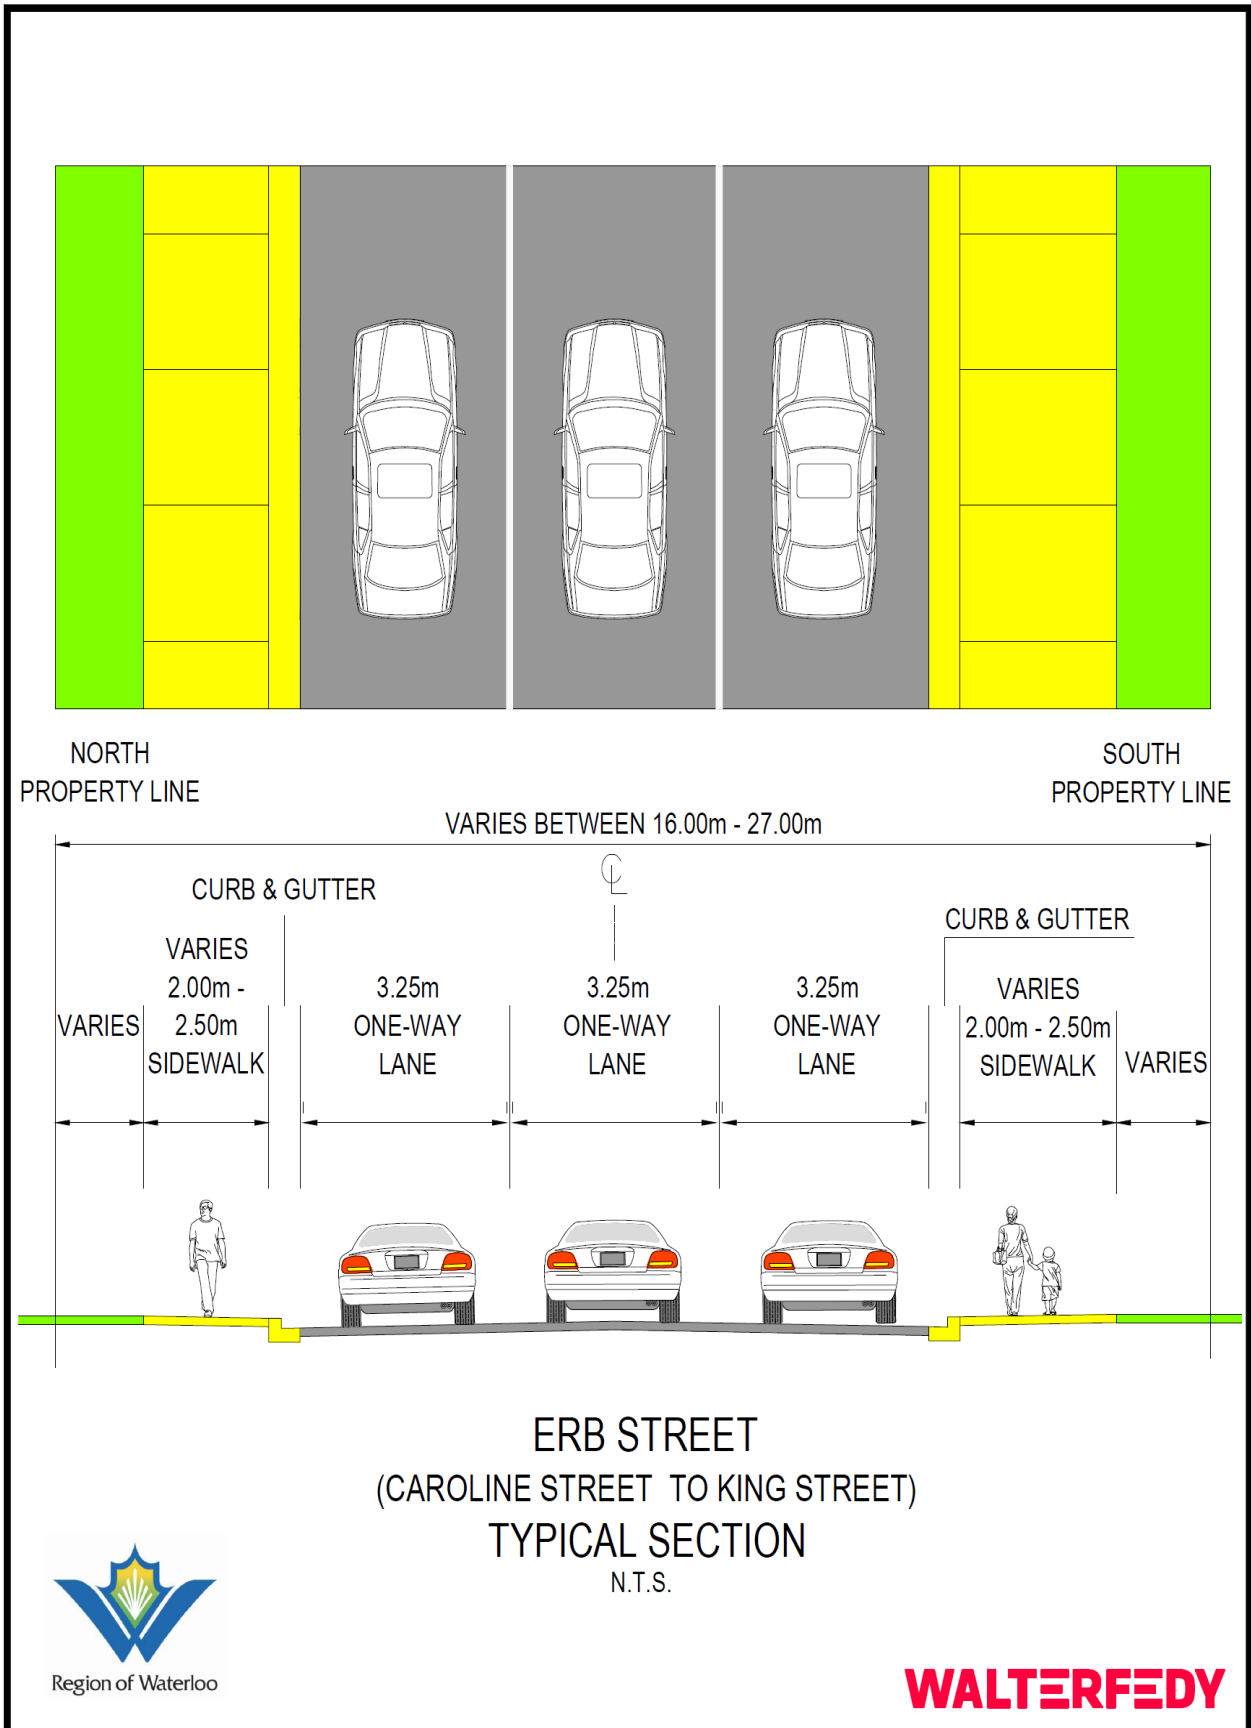 NORTH
PROPERTY LINE
SOUTH
PROPERTY LINE
VARIES BETWEEN 16.00m - 27.00m
CL
CURB & GUTTER
CURB & GUTTER
VARIES
VARIES
2.00m -
2.50m
SIDEWALK
3.25m
ONE-WAY
LANE
3.25m
ONE-WAY
LANE
3.25m
ONE-WAY
LANE
VARIES
2.00m - 2.50m
SIDEWALK
VARIES
ERB STREET
(CAROLINE STREET TO KING STREET)
TYPICAL SECTION
N.T.S.
Region of Waterloo
WALTERFEDY